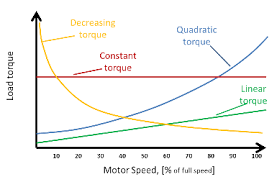 Decreasing
torque
Quadratic
torque
Constant
torque
Linear
torque
Load torque
10 20 30 40 50 60 70 80 90 100
Motor Speed, [% of full speed]